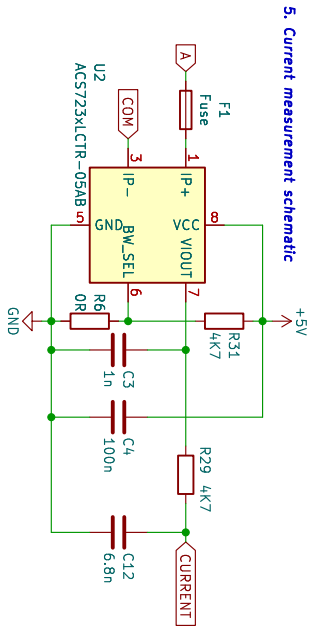 5. Current measurement schematic
A
F1
Fuse
U2
ACS723xLCTR-05AB
COM
3
1
IP-
IP+
5
GND
VCC
8
BW_SEL
VIOUT
6
7
+5V
GND
R6
0R
R31
4K7
C3
1n
C4
100n
R29
4K7
C12
6.8n
CURRENT